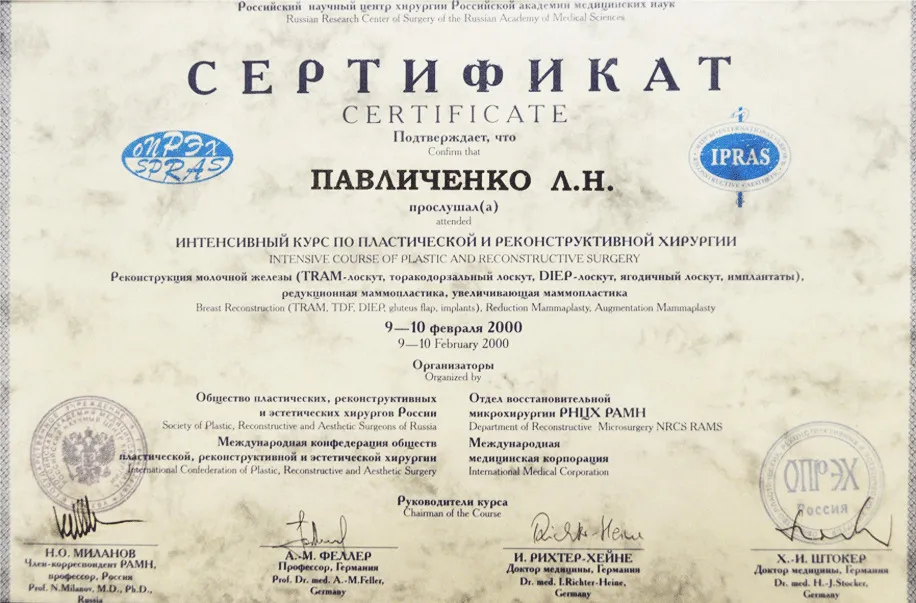 Российский научный центр хирургии Российской академии медицинских наук
Russian Research Center of Surgery of the Russian Academy of Medical Sciences
СЕРТИФИКАТ
CERTIFICATE
Подтверждает, что
Confirm that
ОПРЭХ
SPRAS
IPRAS
ПАВЛИЧЕНКО Л.Н.
прослушал(а)
attended
ИНТЕНСИВНЫЙ КУРС ПО ПЛАСТИЧЕСКОЙ И РЕКОНСТРУКТИВНОЙ ХИРУРГИИ
INTENSIVE COURSE OF PLASTIC AND RECONSTRUCTIVE SURGERY
Реконструкция молочной железы (TRAM-лоскут, торакодорзальный лоскут, DIEP-лоскут, ягодичный лоскут, имплантаты),
редукционная маммопластика, увеличивающая маммопластика
Breast Reconstruction (TRAM, TDF, DIEP, gluteus flap, implants), Reduction Mammaplasty, Augmentation Mammaplasty
9—10 февраля 2000
9—10 February 2000
Организаторы
Organized by
Общество пластических, реконструктивных
и эстетических хирургов России
Society of Plastic, Reconstructive and Aesthetic Surgeons of Russia
Международная конфедерация обществ
пластической, реконструктивной и эстетической хирургии
International Confederation of Plastic, Reconstructive and Aesthetic Surgery
Отдел восстановительной
микрохирургии РНЦХ РАМН
Department of Reconstructive Microsurgery NRCS RAMS
Международная
медицинская корпорация
International Medical Corporation
ОПРЭХ
Россия
Руководители курса
Chairman of the Course
Н.О. МИЛАНОВ
Член-корреспондент РАМН,
профессор, Россия
Prof. N.Milanov, M.D., Ph.D.,
Russia
А.-М. ФЕЛЛЕР
Профессор, Германия
Prof. Dr. med. A.-M.Feller,
Germany
И. РИХТЕР-ХЕЙНЕ
Доктор медицины, Германия
Dr. med. I.Richter-Heine,
Germany
Х.-И. ШТОКЕР
Доктор медицины, Германия
Dr. med. H.-J.Stocker,
Germany